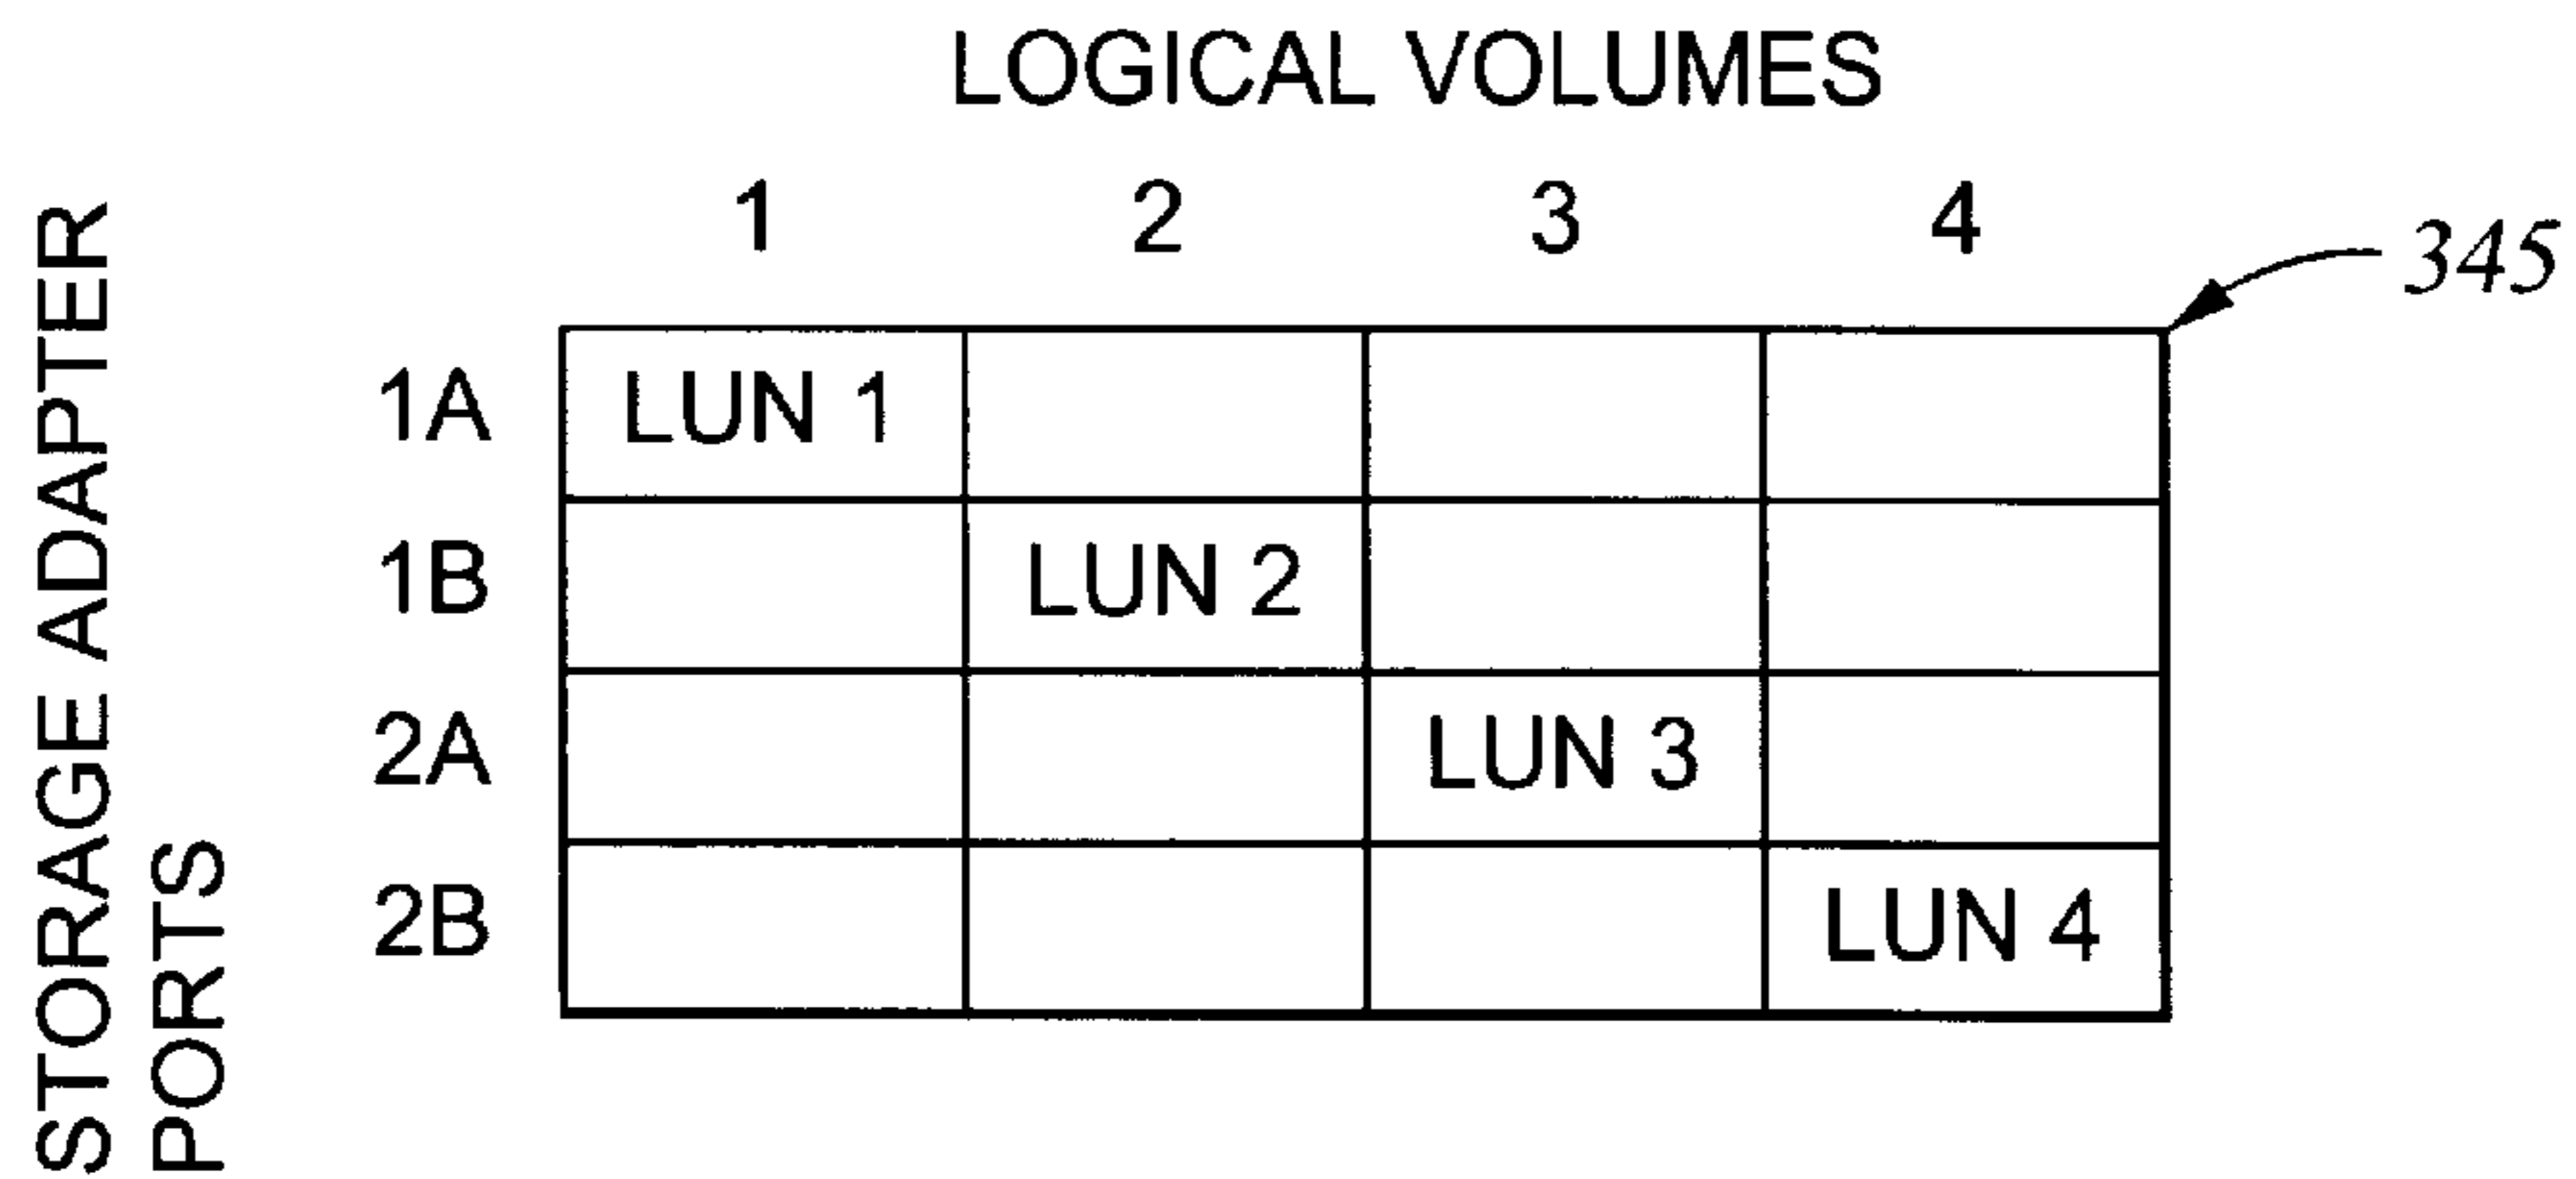 LOGICAL VOLUMES
1 2 3 4
345
STORAGE ADAPTER
PORTS
1A LUN 1
1B LUN 2
2A LUN 3
2B LUN 4